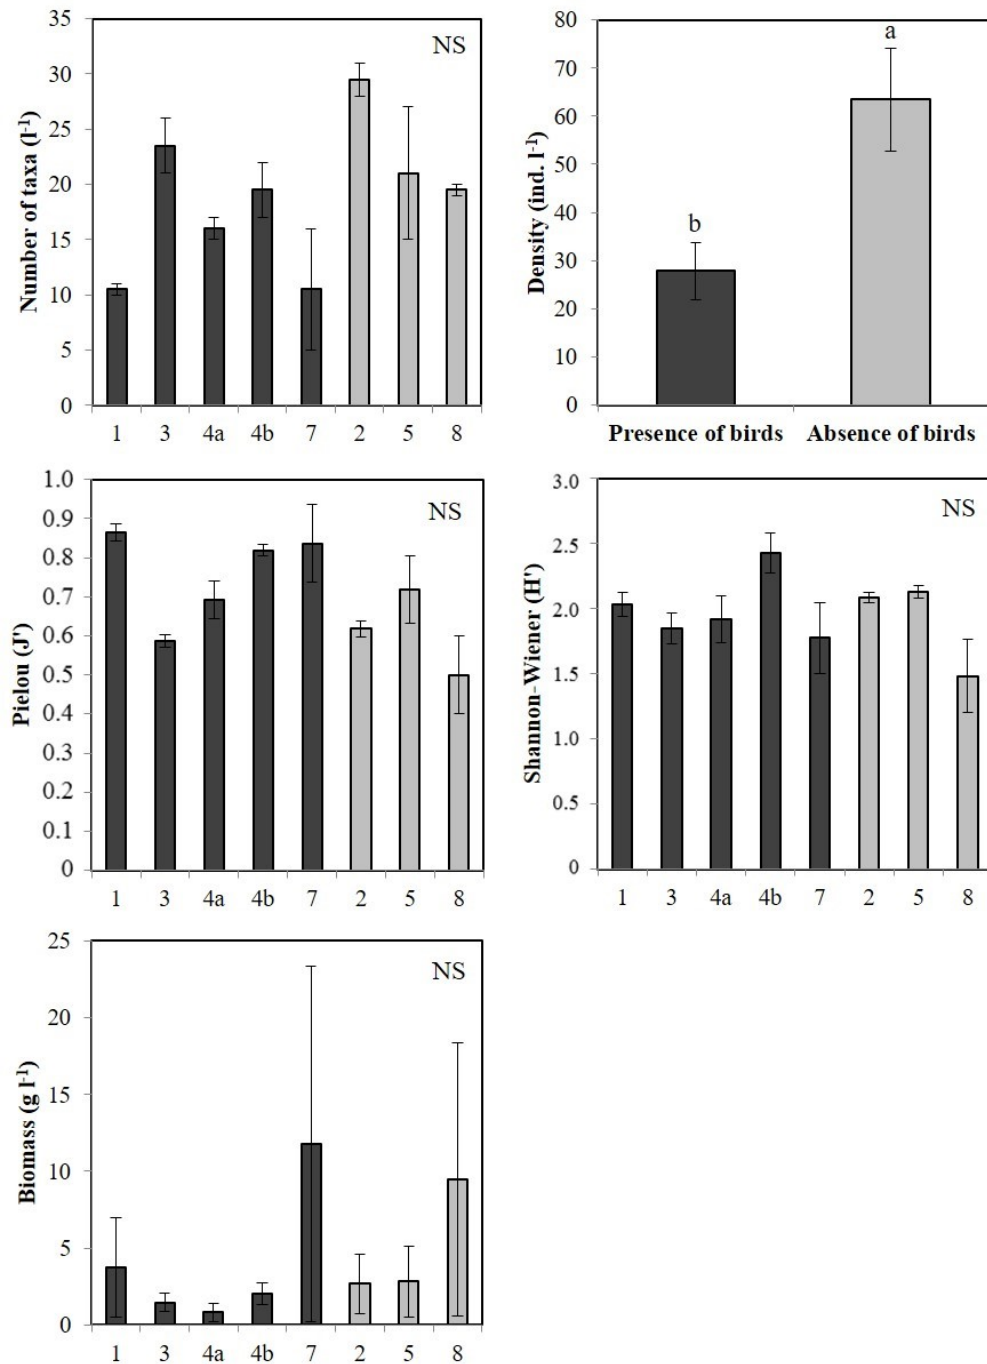 35
30
25
20
15
10
5
0
Number of taxa (l-1)
NS
1 3 4a 4b 7 2 5 8
80
70
60
50
40
30
20
10
0
Density (ind. l-1)
b
a
Presence of birds Absence of birds
1.0
0.9
0.8
0.7
0.6
0.5
0.4
0.3
0.2
0.1
0
Pielou (J')
NS
1 3 4a 4b 7 2 5 8
3.0
2.5
2.0
1.5
1.0
0.5
0
Shannon-Wiener (H')
NS
1 3 4a 4b 7 2 5 8
25
20
15
10
5
0
Biomass (g l-1)
NS
1 3 4a 4b 7 2 5 8